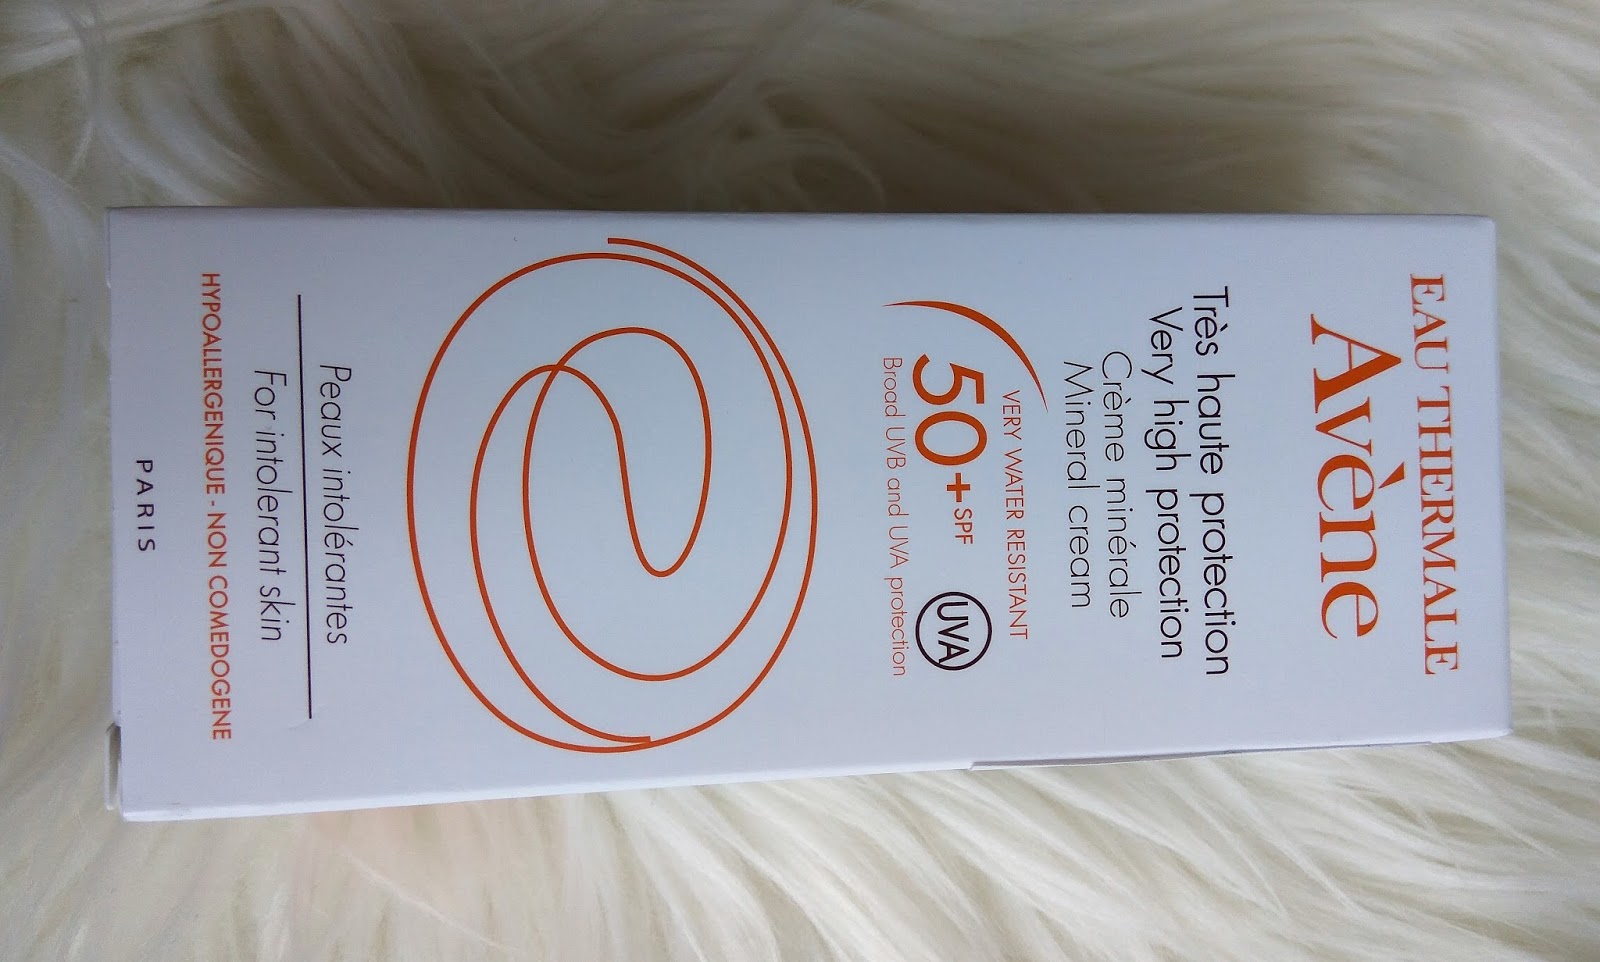 EAU THERMALE
Avène
Très haute protection
Very high protection
Crème minérale
Mineral cream
VERY WATER RESISTANT
50+ SPF UVA
Broad UVB and UVA protection
Peaux intolérantes
For intolerant skin
HYPOALLERGENIQUE - NON COMEDOGENE
PARIS